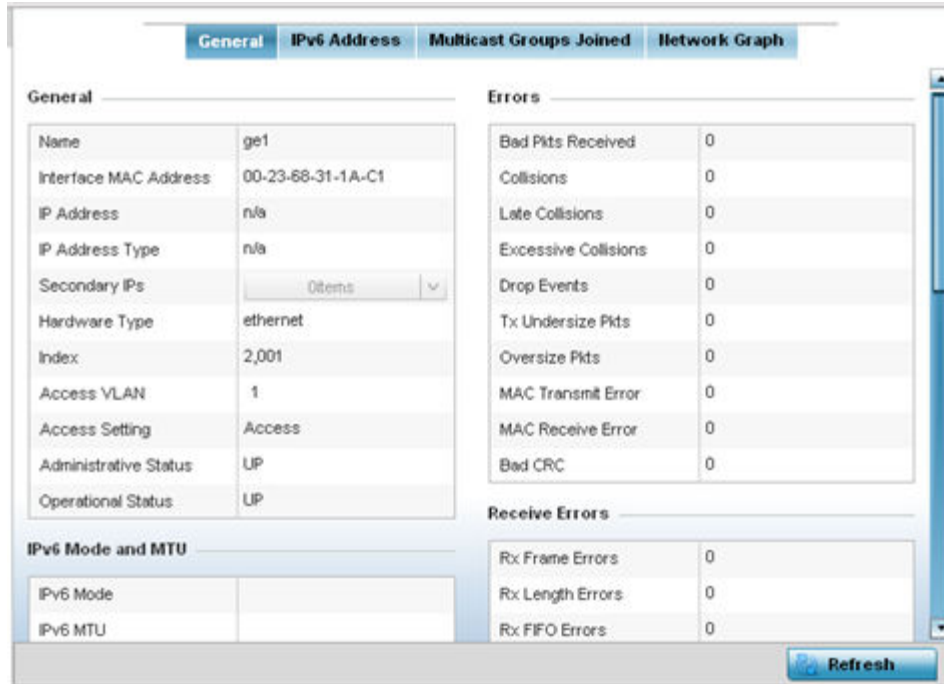 General IPv6 Address Multicast Groups Joined Network Graph
General
Name ge1
Interface MAC Address 00-23-68-31-1A-C1
IP Address n/a
IP Address Type n/a
Secondary IPs 0items
Hardware Type ethernet
Index 2,001
Access VLAN 1
Access Setting Access
Administrative Status UP
Operational Status UP
IPv6 Mode and MTU
IPv6 Mode
IPv6 MTU
Errors
Bad Pkts Received 0
Collisions 0
Late Collisions 0
Excessive Collisions 0
Drop Events 0
Tx Undersize Pkts 0
Oversize Pkts 0
MAC Transmit Error 0
MAC Receive Error 0
Bad CRC 0
Receive Errors
Rx Frame Errors 0
Rx Length Errors 0
Rx FIFO Errors 0
Refresh